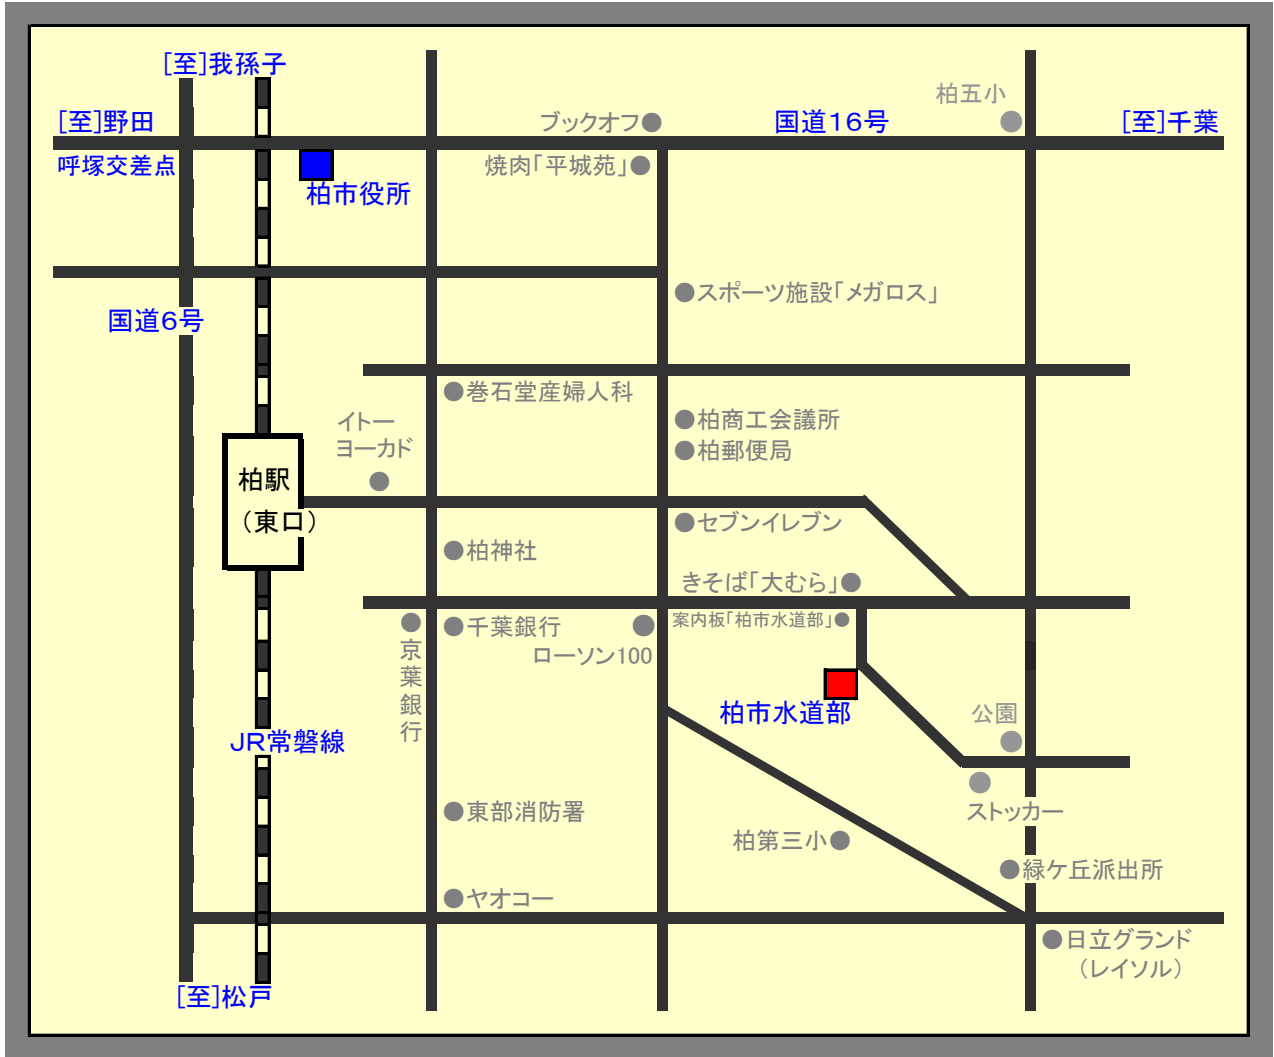 [至]我孫子
柏五小
[至]野田
ブックオフ
国道16号
[至]千葉
呼塚交差点
焼肉「平城苑」
柏市役所
スポーツ施設「メガロス」
国道6号
巻石堂産婦人科
イトー
ヨーカド
柏商工会議所
柏郵便局
柏駅
（東口）
セブンイレブン
柏神社
きそば「大むら」
案内板「柏市水道部」
千葉銀行
ローソン100
京葉銀行
柏市水道部
公園
JR常磐線
ストッカー
東部消防署
柏第三小
緑ケ丘派出所
ヤオコー
日立グランド
（レイソル）
[至]松戸